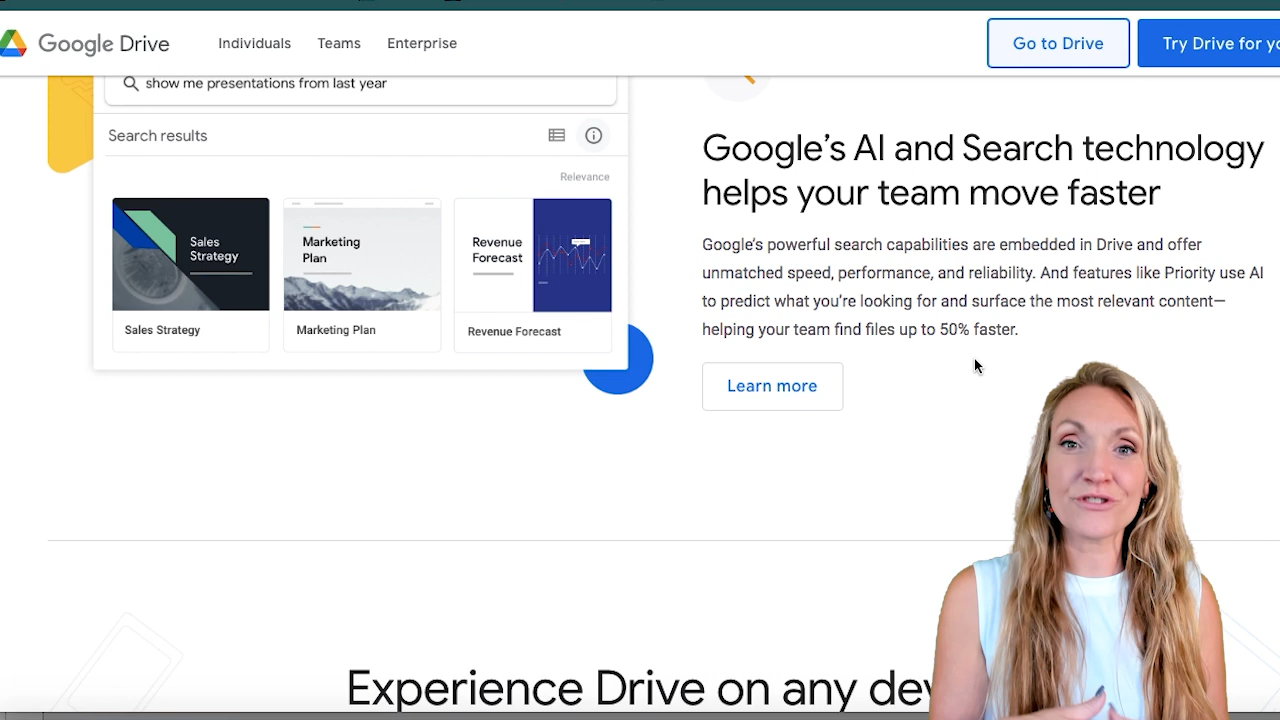 Google Drive
Individuals
Teams
Enterprise
Go to Drive
Try Drive for yo
show me presentations from last year
Search results
Relevance
Sales
Strategy
Sales Strategy
Marketing
Plan
Marketing Plan
Revenue
Forecast
Revenue Forecast
Google's AI and Search technology
helps your team move faster
Google's powerful search capabilities are embedded in Drive and offer
unmatched speed, performance, and reliability. And features like Priority use AI
to predict what you're looking for and surface the most relevant content—
helping your team find files up to 50% faster.
Learn more
Experience Drive on any dev